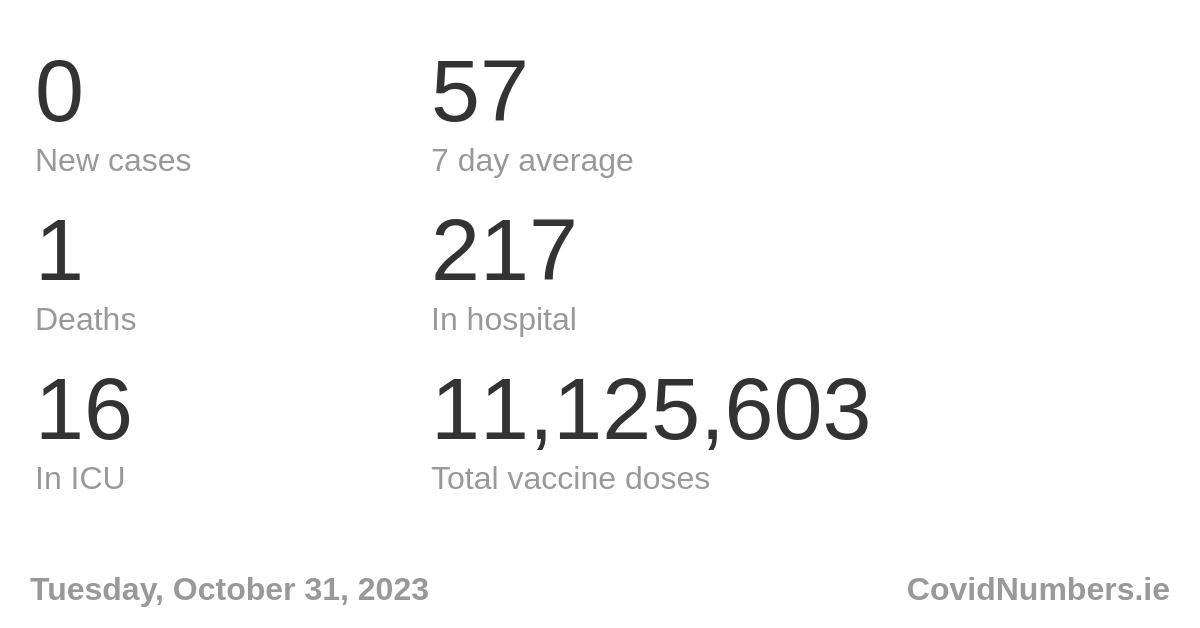 0
New cases
57
7 day average
1
Deaths
217
In hospital
16
In ICU
11,125,603
Total vaccine doses
Tuesday, October 31, 2023
CovidNumbers.ie